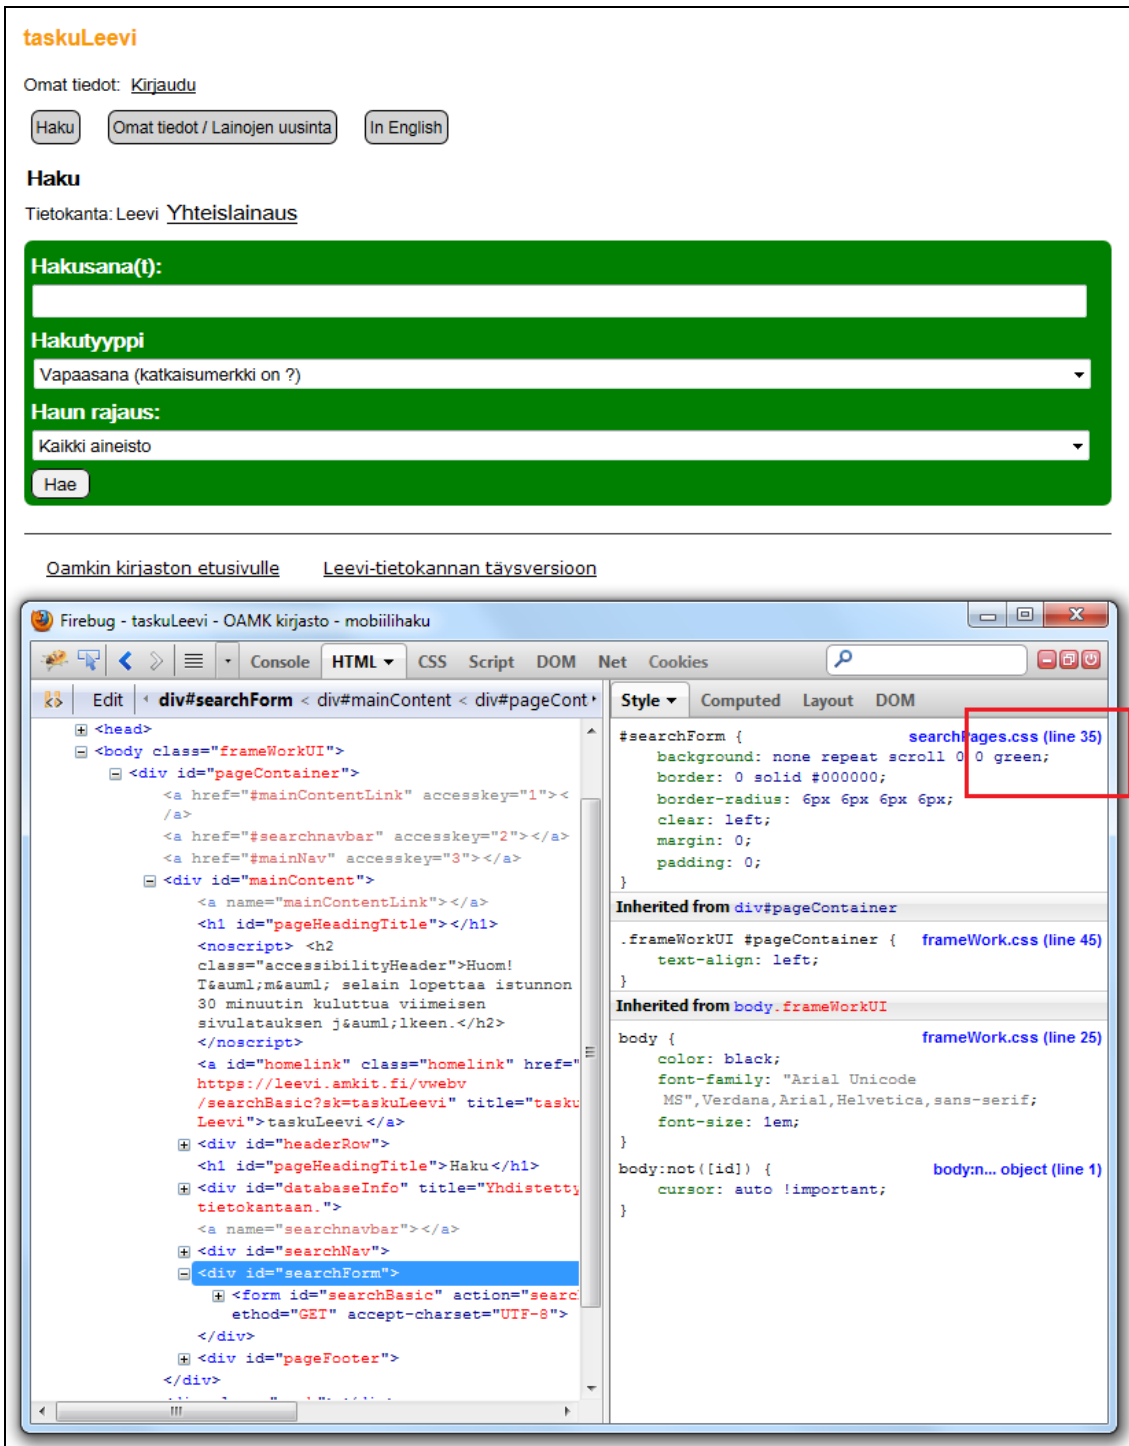 taskuLeevi
Omat tiedot: Kirjaudu
Haku Omat tiedot / Lainojen uusinta In English
Haku
Tietokanta: Leevi Yhteislainaus
Hakusana(t):
Hakutyyppi
Vapaasana (katkaisumerkki on ?)
Haun rajaus:
Kaikki aineisto
Hae
Oamkin kirjaston etusivulle Leevi-tietokannan täysversioon
Firebug - taskuLeevi - OAMK kirjasto - mobiilihaku
Console HTML CSS Script DOM Net Cookies
Edit div#searchForm < div#mainContent < div#pageCont
<head>
<body class="frameWorkUI">
<div id="pageContainer">
<a href="#mainContentLink" accesskey="1"><
/a>
<a href="#searchnavbar" accesskey="2"></a>
<a href="#mainNav" accesskey="3"></a>
<div id="mainContent">
<a name="mainContentLink"></a>
<h1 id="pageHeadingTitle"></h1>
<noscript> <h2
class="accessibilityHeader">Huom!
T&auml;m&auml; selain lopettaa istunnon
30 minuutin kuluttua viimeisen
sivulatauksen j&auml;lkeen.</h2>
</noscript>
<a id="homelink" class="homelink" href="
https://leevi.amkit.fi/vwebv
/searchBasic?sk=taskuLeevi" title="tasku
Leevi">taskuLeevi</a>
<div id="headerRow">
<h1 id="pageHeadingTitle">Haku</h1>
<div id="databaseInfo" title="Yhdistetty
tietokantaan.">
<a name="searchnavbar"></a>
<div id="searchNav">
<div id="searchForm">
<form id="searchBasic" action="searc
ethod="GET" accept-charset="UTF-8">
</div>
<div id="pageFooter">
</div>
Style Computed Layout DOM
#searchForm { searchPages.css (line 35)
background: none repeat scroll 0 0 green;
border: 0 solid #000000;
border-radius: 6px 6px 6px 6px;
clear: left;
margin: 0;
padding: 0;
}
Inherited from div#pageContainer
.frameWorkUI #pageContainer { frameWork.css (line 45)
text-align: left;
}
Inherited from body.frameWorkUI
body { frameWork.css (line 25)
color: black;
font-family: "Arial Unicode
MS",Verdana,Arial,Helvetica,sans-serif;
font-size: 1em;
}
body:not([id]) { body:n... object (line 1)
cursor: auto !important;
}